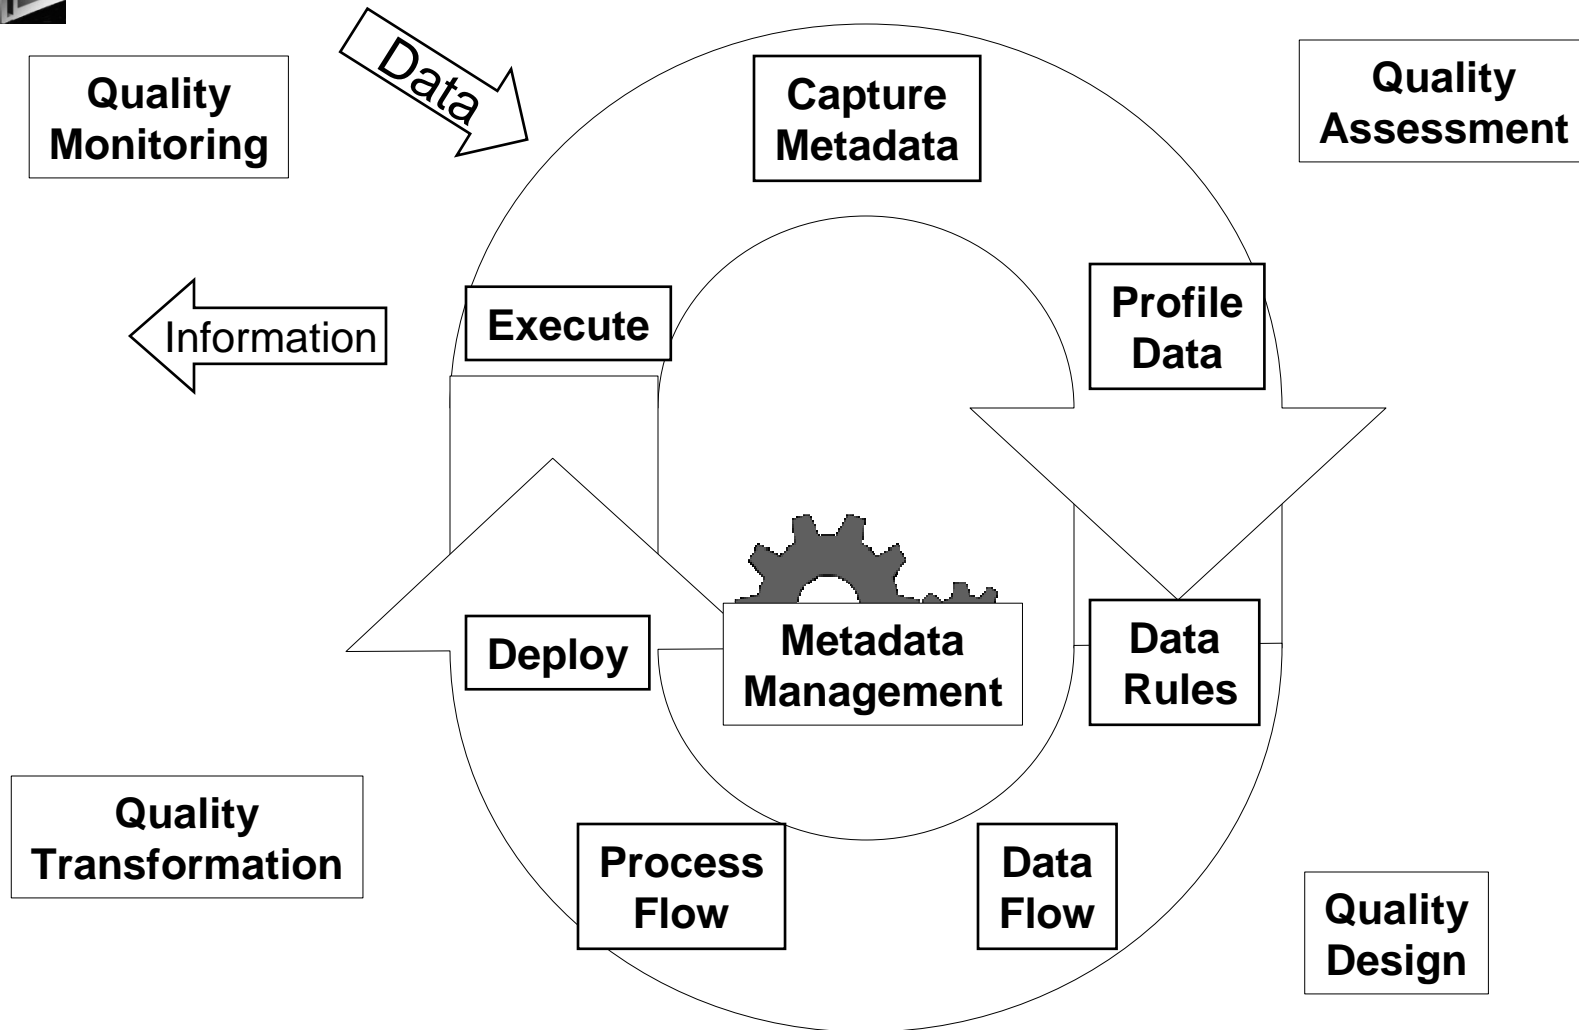 Data
Quality
Monitoring
Capture
Metadata
Quality
Assessment
Information
Execute
Profile
Data
Deploy
Metadata
Management
Data
Rules
Quality
Transformation
Process
Flow
Data
Flow
Quality
Design